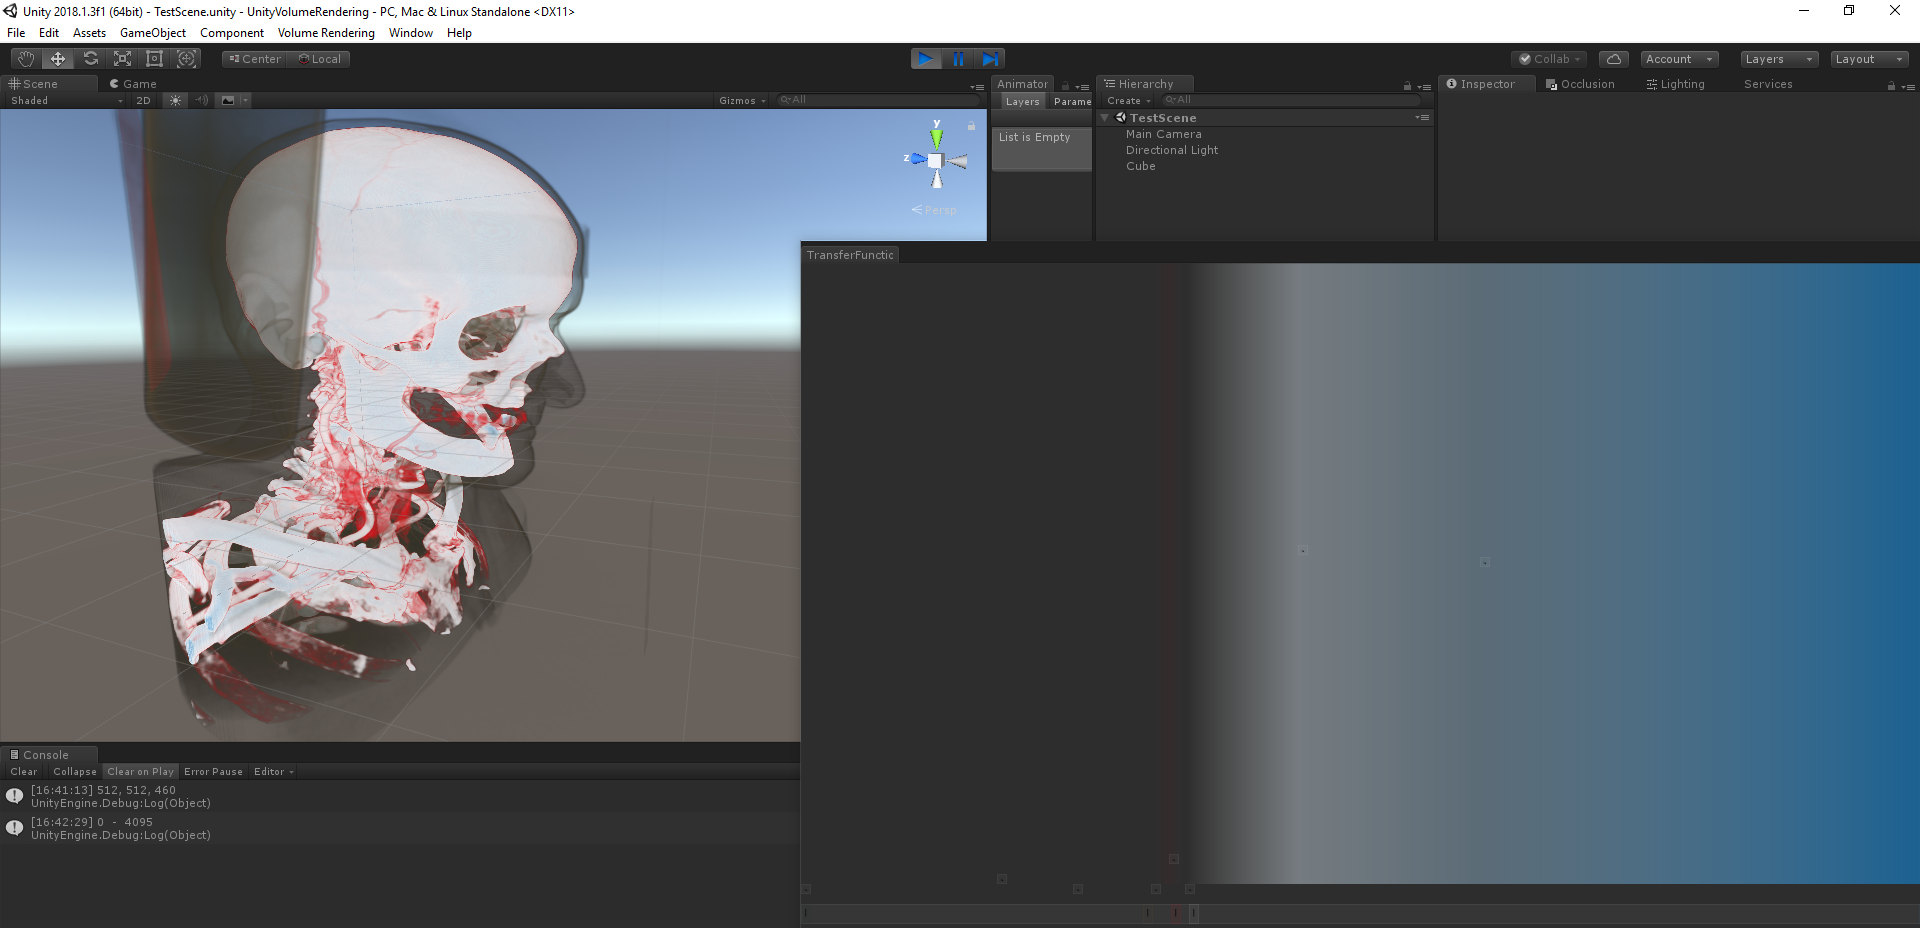 Unity 2018.1.3f1 (64bit) - TestScene.unity - UnityVolumeRendering - PC, Mac & Linux Standalone <DX11>
File Edit Assets GameObject Component Volume Rendering Window Help
Center Local Collab Account Layers Layout
Scene Game Animator Hierarchy Inspector Occlusion Lighting Services
Shaded 2D Gizmos All Layers Parame Create All
TestScene
Main Camera
Directional Light
Cube
List is Empty
y
z
Persp
TransferFunctic
Console
Clear Collapse Clear on Play Error Pause Editor
[16:41:13] 512, 512, 460
UnityEngine.Debug:Log(Object)
[16:42:29] 0 - 4095
UnityEngine.Debug:Log(Object)